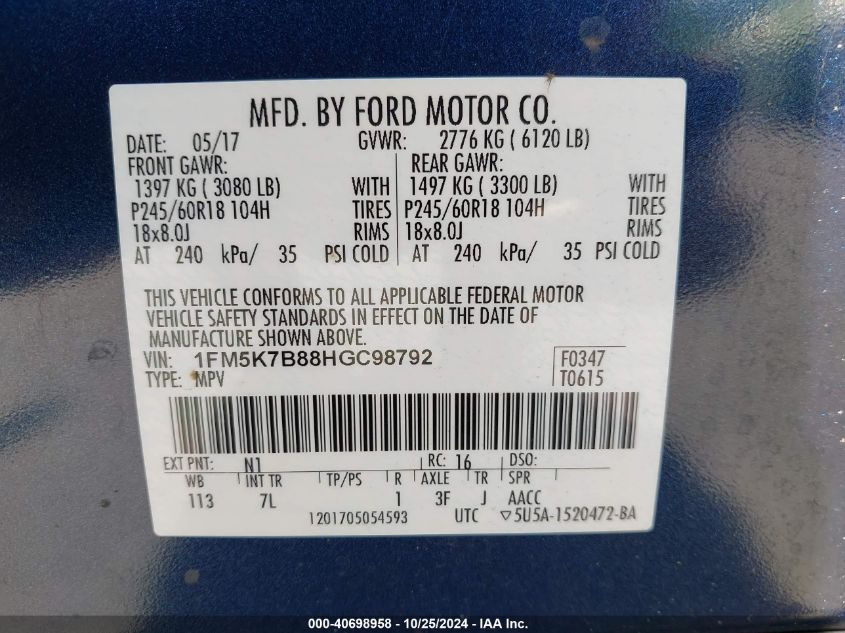 MFD. BY FORD MOTOR CO.
DATE: 05/17 GVWR: 2776 KG ( 6120 LB)
FRONT GAWR: REAR GAWR:
1397 KG ( 3080 LB) WITH 1497 KG ( 3300 LB) WITH
P245/60R18 104H TIRES P245/60R18 104H TIRES
18x8.0J RIMS 18x8.0J RIMS
AT 240 kPa/ 35 PSI COLD AT 240 kPa/ 35 PSI COLD
THIS VEHICLE CONFORMS TO ALL APPLICABLE FEDERAL MOTOR
VEHICLE SAFETY STANDARDS IN EFFECT ON THE DATE OF
MANUFACTURE SHOWN ABOVE.
VIN: 1FM5K7B88HGC98792 F0347
TYPE: MPV T0615
EXT PNT: N1 RC: 16 DSO:
WB INT TR TP/PS R AXLE TR SPR
113 7L 1 3F J AACC
1201705054593 UTC ▽5U5A-1520472-BA
000-40698958 - 10/25/2024 - IAA Inc.